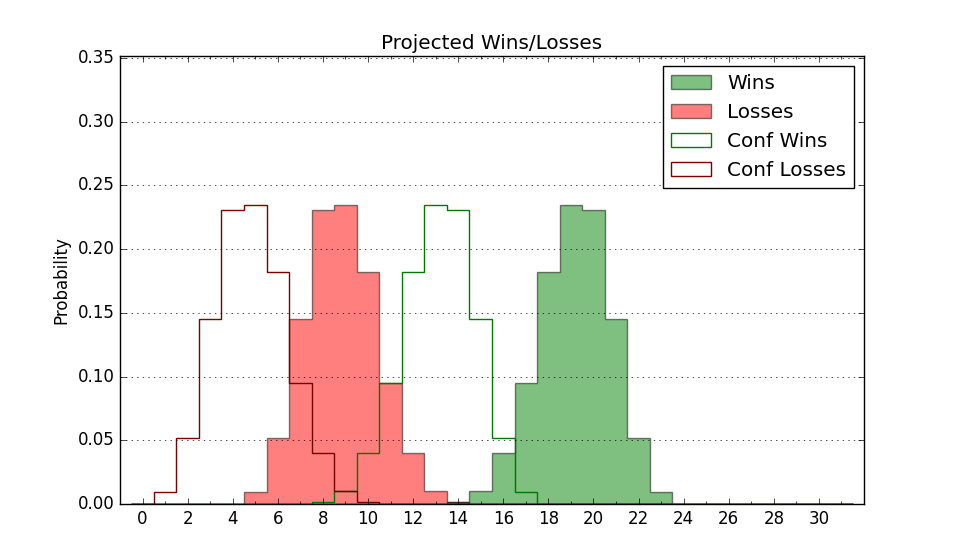 Projected Wins/Losses
0.35
0.30
0.25
0.20
0.15
0.10
0.05
0.00
Probability
Wins
Losses
Conf Wins
Conf Losses
0 2 4 6 8 10 12 14 16 18 20 22 24 26 28 30